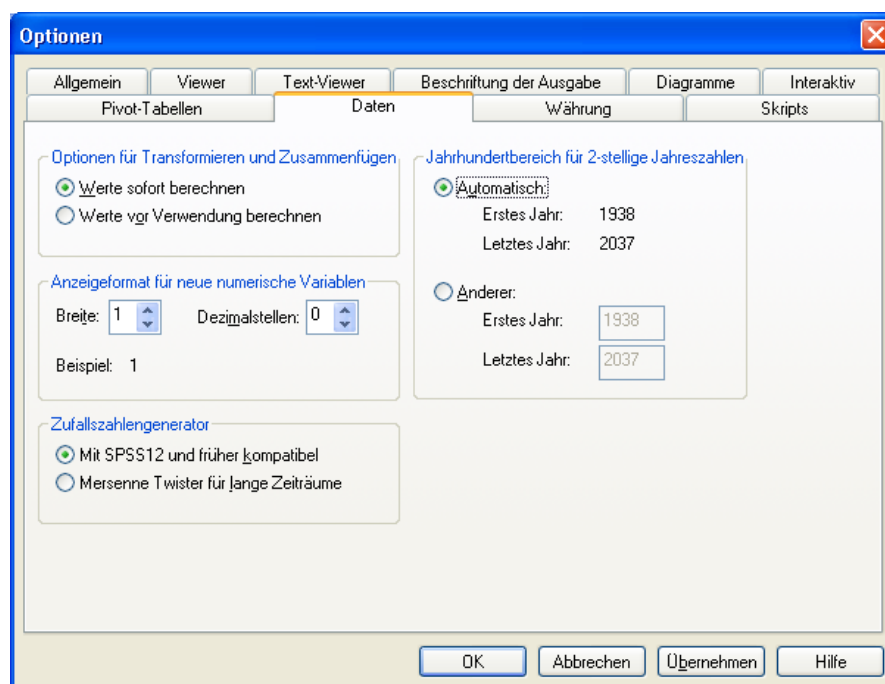 Optionen
Allgemein
Viewer
Text-Viewer
Beschriftung der Ausgabe
Diagramme
Interaktiv
Pivot-Tabellen
Daten
Währung
Skripts
Optionen für Transformieren und Zusammenfügen
Werte sofort berechnen
Werte vor Verwendung berechnen
Anzeigeformat für neue numerische Variablen
Breite: 1 Dezimalstellen: 0
Beispiel: 1
Zufallszahlengenerator
Mit SPSS12 und früher kompatibel
Mersenne Twister für lange Zeiträume
Jahrhundertbereich für 2-stellige Jahreszahlen
Automatisch:
Erstes Jahr: 1938
Letztes Jahr: 2037
Anderer:
Erstes Jahr: 1938
Letztes Jahr: 2037
OK
Abbrechen
Übernehmen
Hilfe